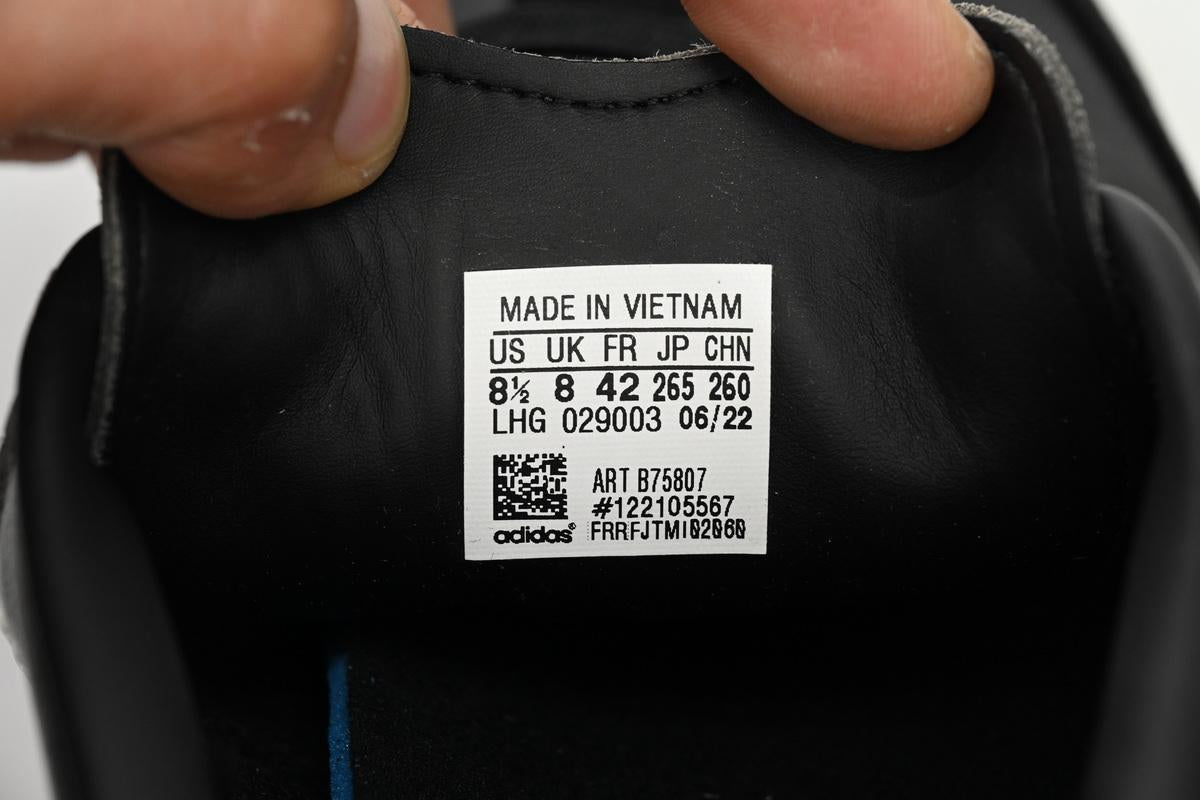 MADE IN VIETNAM
US UK FR JP CHN
8½ 8 42 265 260
LHG 029003 06/22
ART B75807
#122105567
adidas® FRRFJTMI02060